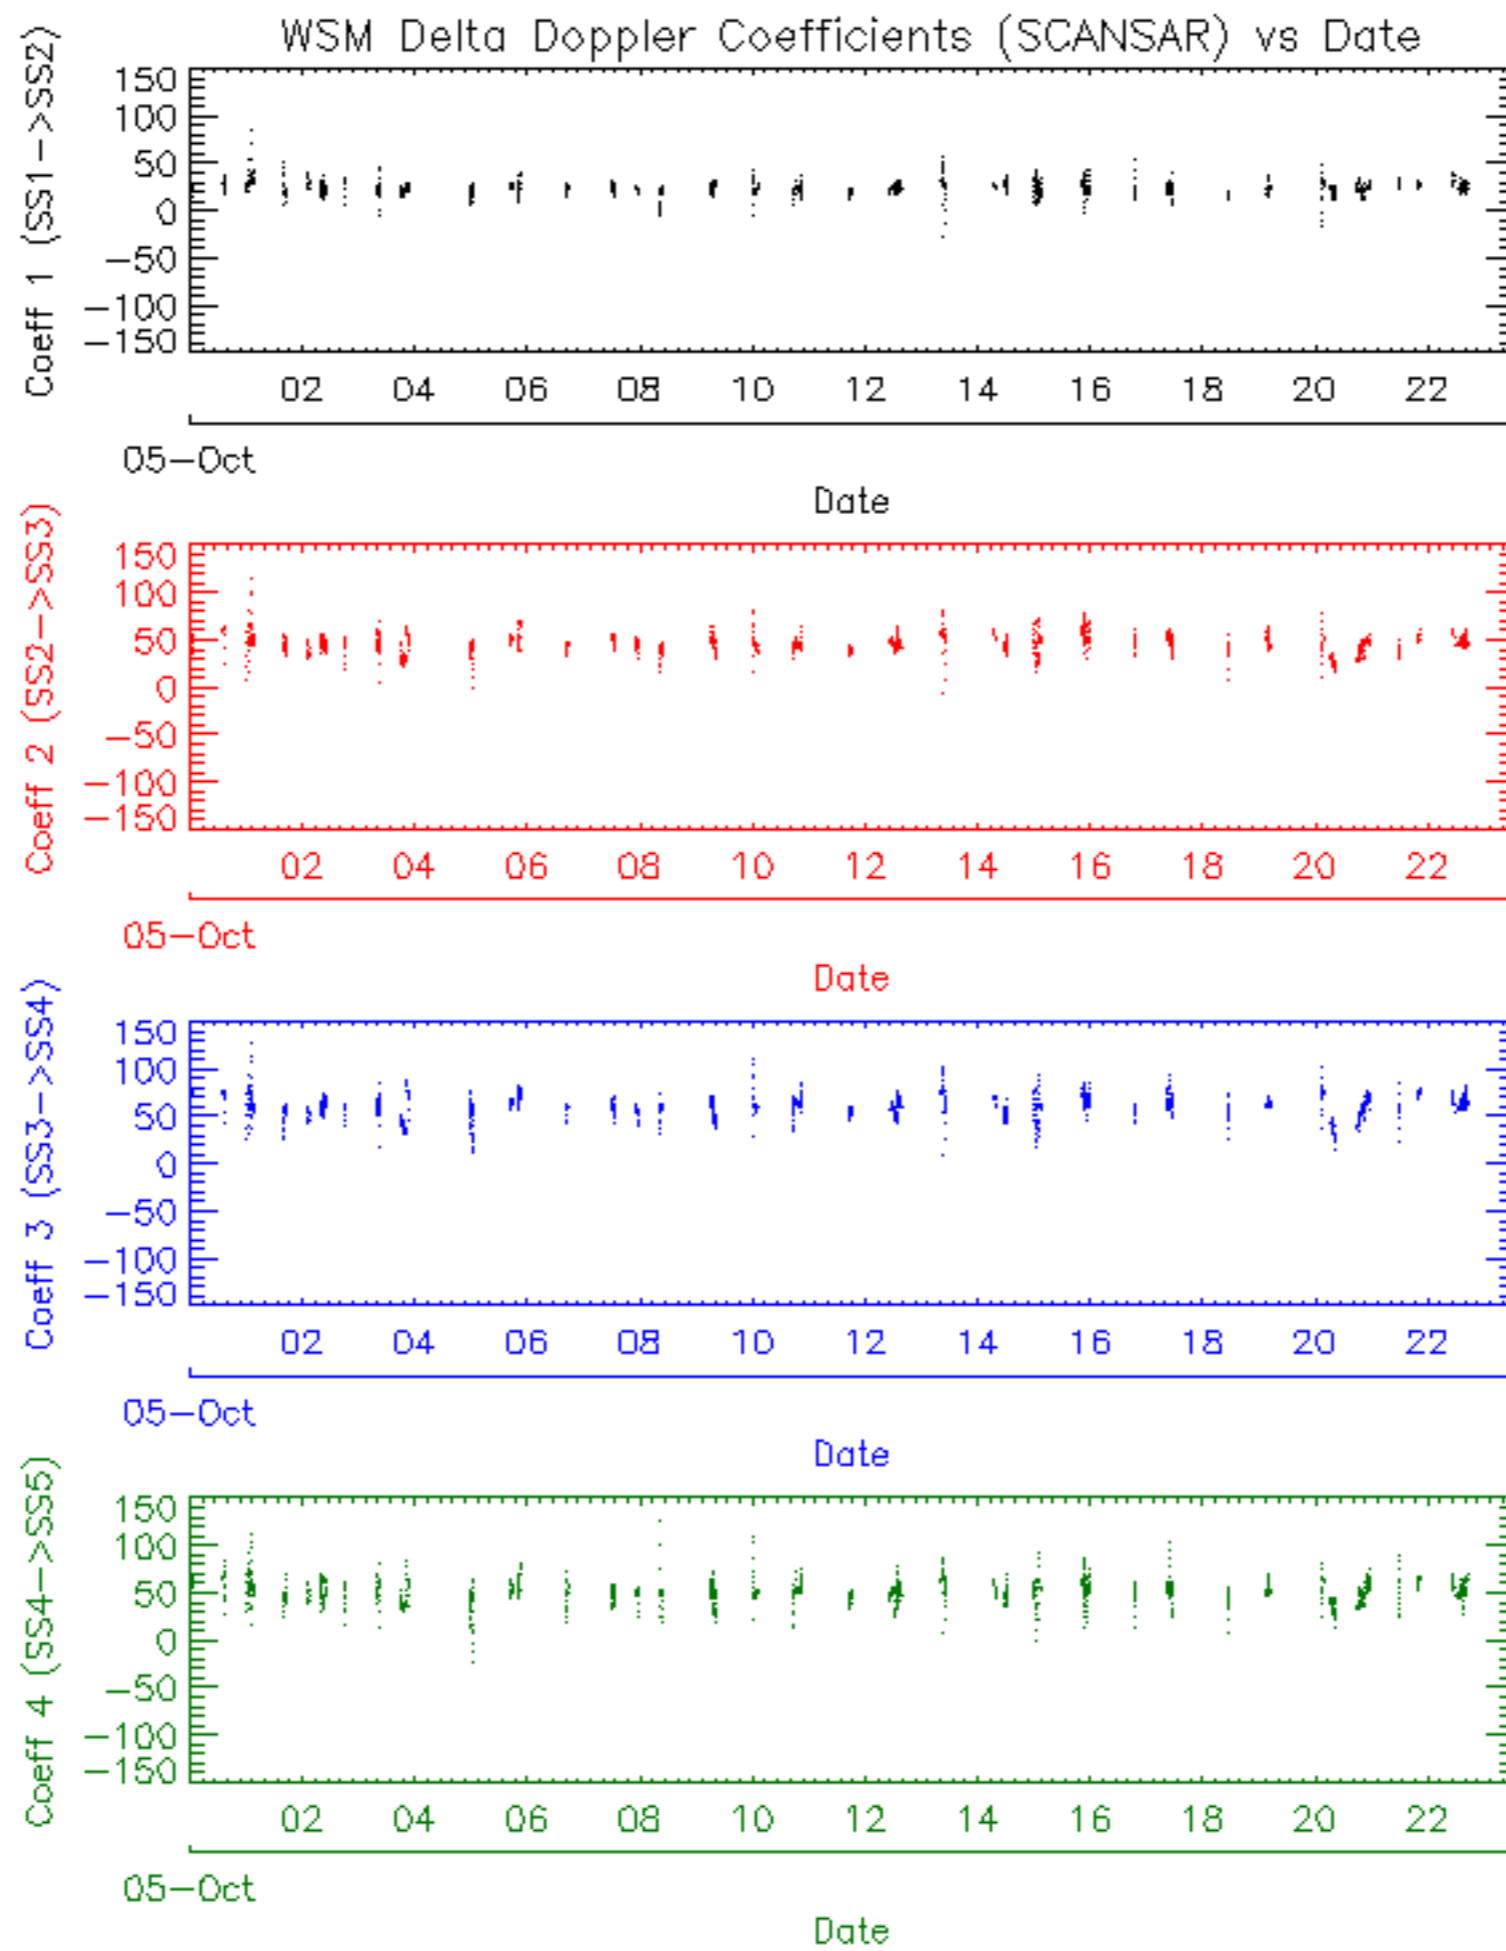 WSM Delta Doppler Coefficients (SCANSAR) vs Date
Coeff 1 (SS1->SS2)
150
100
50
0
-50
-100
-150
02 04 06 08 10 12 14 16 18 20 22
05-Oct
Date
Coeff 2 (SS2->SS3)
150
100
50
0
-50
-100
-150
02 04 06 08 10 12 14 16 18 20 22
05-Oct
Date
Coeff 3 (SS3->SS4)
150
100
50
0
-50
-100
-150
02 04 06 08 10 12 14 16 18 20 22
05-Oct
Date
Coeff 4 (SS4->SS5)
150
100
50
0
-50
-100
-150
02 04 06 08 10 12 14 16 18 20 22
05-Oct
Date